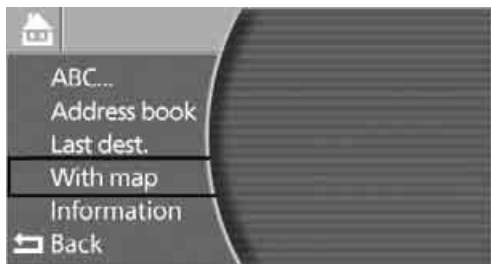 ABC...
Address book
Last dest.
With map
Information
Back